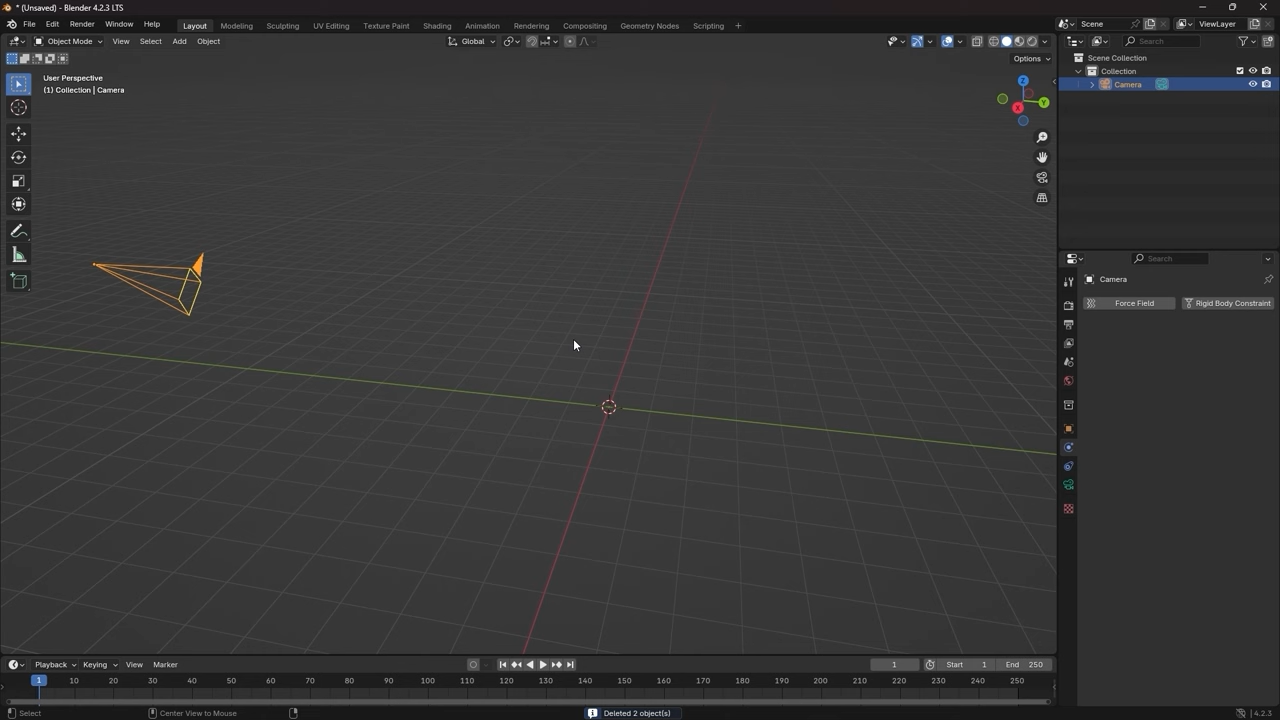 * (Unsaved) - Blender 4.2.3 LTS
File Edit Render Window Help Layout Modeling Sculpting UV Editing Texture Paint Shading Animation Rendering Compositing Geometry Nodes Scripting + Scene ViewLayer
Object Mode View Select Add Object Global Search
Options
User Perspective
(1) Collection | Camera
Z
Y
X
Scene Collection
Collection
Camera
Search
Camera
Force Field Rigid Body Constraint
Playback Keying View Marker 1 Start 1 End 250
1 10 20 30 40 50 60 70 80 90 100 110 120 130 140 150 160 170 180 190 200 210 220 230 240 250
Select Center View to Mouse Deleted 2 object(s) 4.2.3